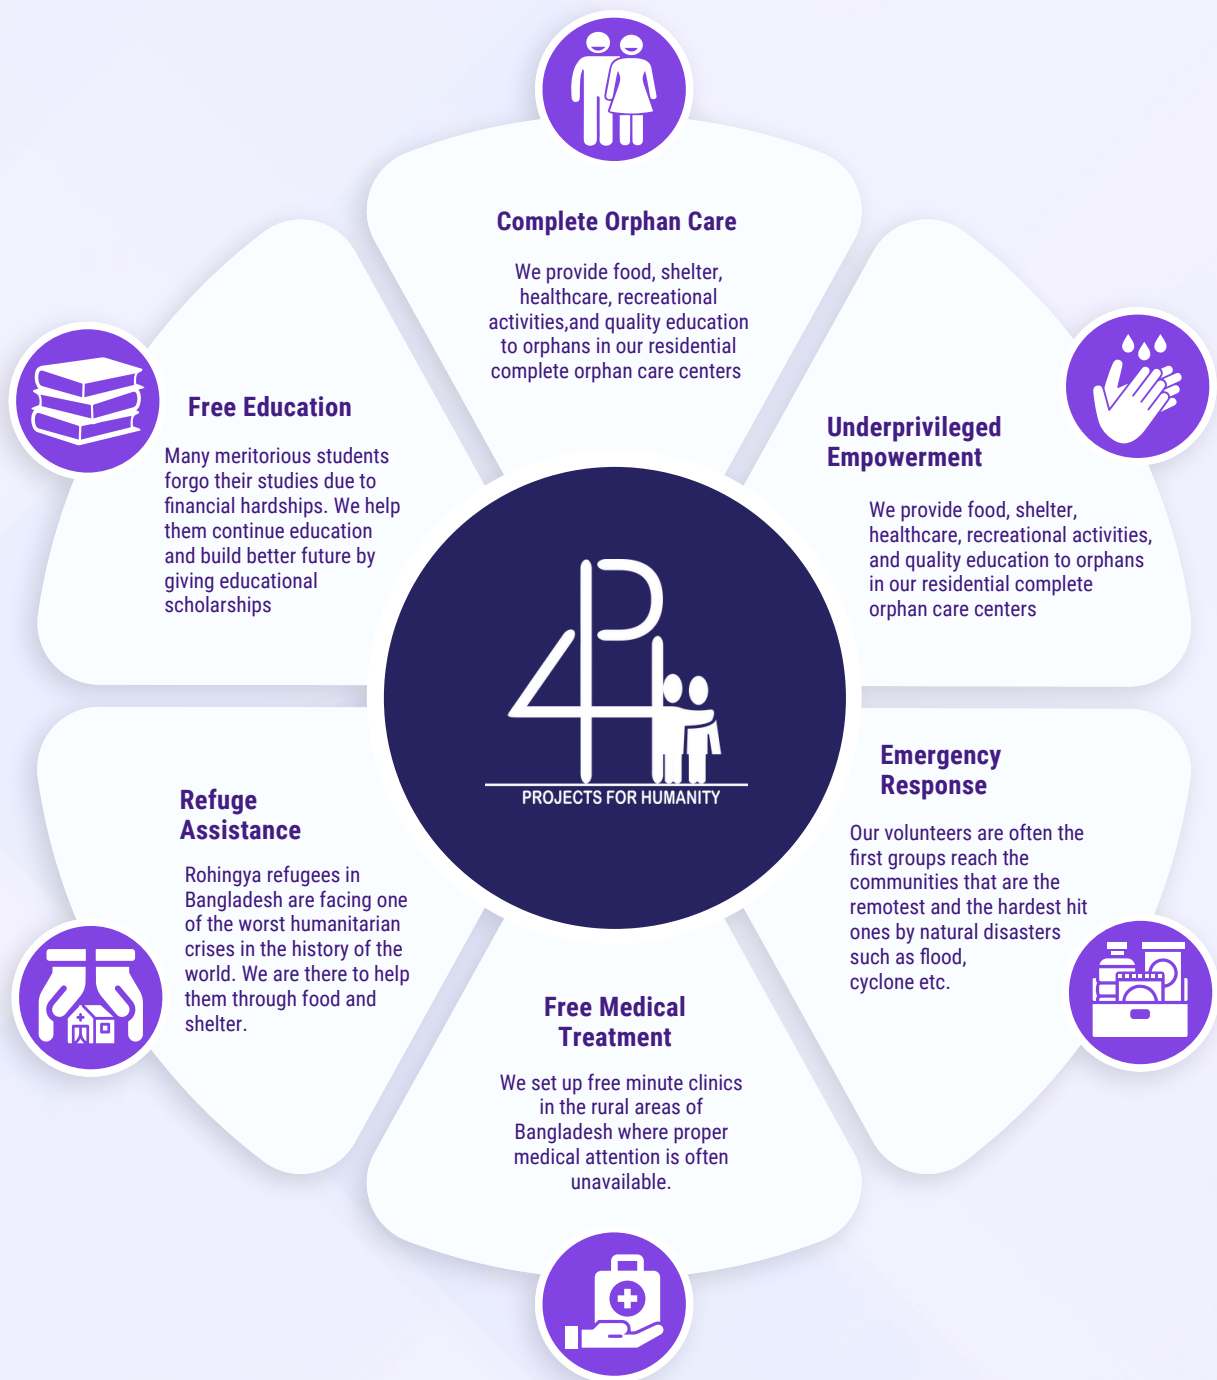 Complete Orphan Care
We provide food, shelter,
healthcare, recreational
activities,and quality education
to orphans in our residential
complete orphan care centers
Free Education
Many meritorious students
forgo their studies due to
financial hardships. We help
them continue education
and build better future by
giving educational
scholarships
Underprivileged
Empowerment
We provide food, shelter,
healthcare, recreational activities,
and quality education to orphans
in our residential complete
orphan care centers
4PH
PROJECTS FOR HUMANITY
Refuge
Assistance
Rohingya refugees in
Bangladesh are facing one
of the worst humanitarian
crises in the history of the
world. We are there to help
them through food and
shelter.
Emergency
Response
Our volunteers are often the
first groups reach the
communities that are the
remotest and the hardest hit
ones by natural disasters
such as flood,
cyclone etc.
Free Medical
Treatment
We set up free minute clinics
in the rural areas of
Bangladesh where proper
medical attention is often
unavailable.